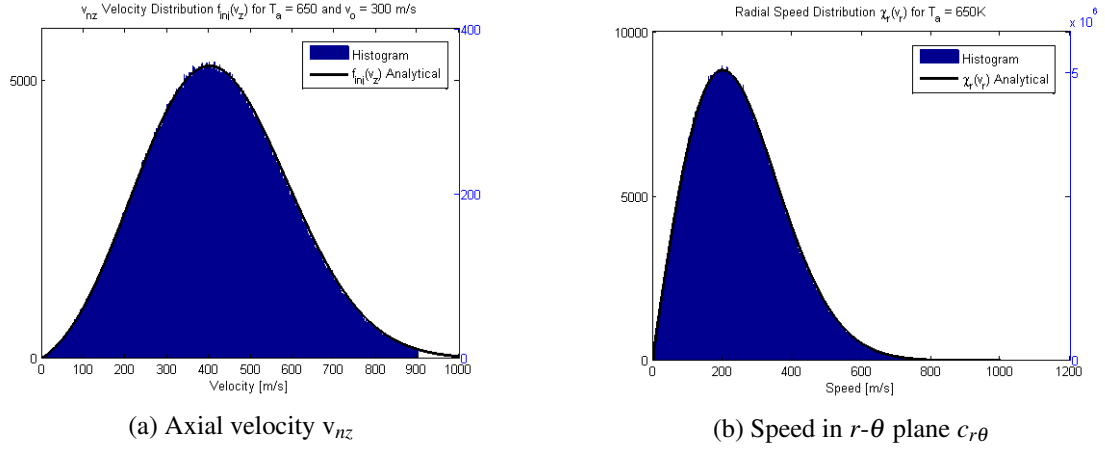 v_nz Velocity Distribution f_inj(v_z) for T_a = 650 and v_o = 300 m/s
400
Histogram
f_inj(v_z) Analytical
5000
200
0
0
0 100 200 300 400 500 600 700 800 900 1000
Velocity [m/s]
(a) Axial velocity v_nz
Radial Speed Distribution χ_r(v_r) for T_a = 650K
x 10^6
10000
Histogram
χ_r(v_r) Analytical
5
5000
0
0
0 200 400 600 800 1000 1200
Speed [m/s]
(b) Speed in r-θ plane c_rθ